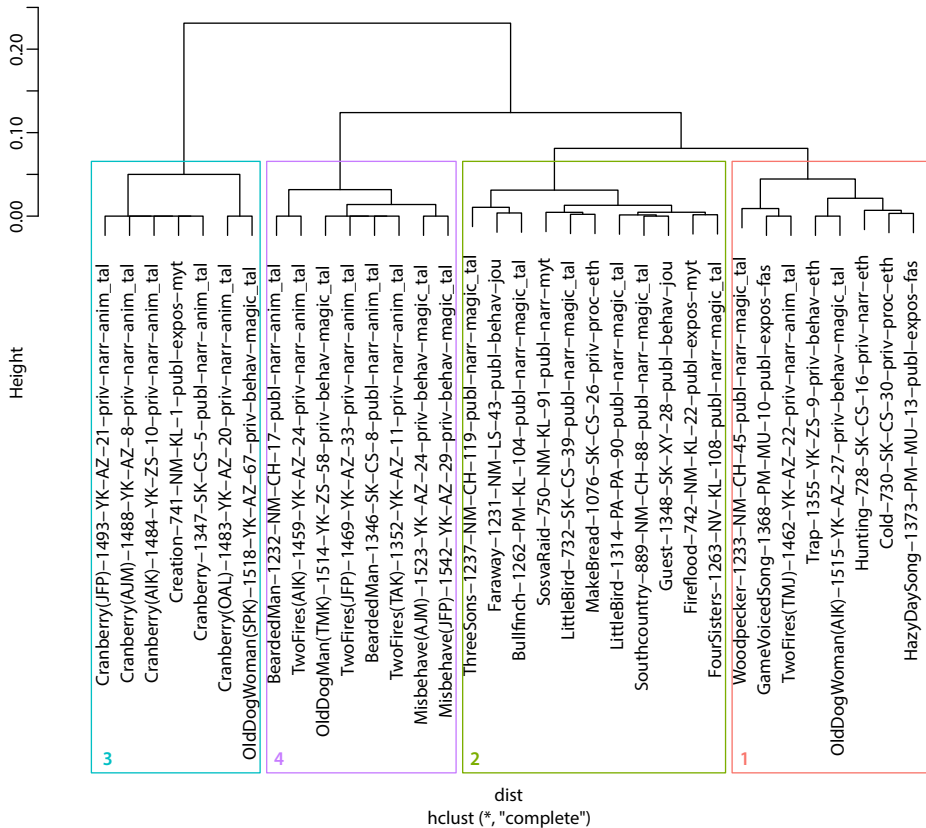 0.20
0.10
0.00
Height
Cranberry(JFP)−1493−YK−AZ−21−priv−narr−anim_tal
Cranberry(AJM)−1488−YK−AZ−8−priv−narr−anim_tal
Cranberry(AIK)−1484−YK−ZS−10−priv−narr−anim_tal
Creation−741−NM−KL−1−publ−expos−myt
Cranberry−1347−SK−CS−5−publ−narr−anim_tal
Cranberry(OAL)−1483−YK−AZ−20−priv−narr−anim_tal
OldDogWoman(SPK)−1518−YK−AZ−67−priv−behav−magic_tal
BeardedMan−1232−NM−CH−17−publ−narr−anim_tal
TwoFires(AIK)−1459−YK−AZ−24−priv−narr−anim_tal
OldDogMan(TMK)−1514−YK−ZS−58−priv−behav−magic_tal
TwoFires(JFP)−1469−YK−AZ−33−priv−narr−anim_tal
BeardedMan−1346−SK−CS−8−publ−narr−anim_tal
TwoFires(TAK)−1352−YK−AZ−11−priv−narr−anim_tal
Misbehave(AJM)−1523−YK−AZ−24−priv−behav−magic_tal
Misbehave(JFP)−1542−YK−AZ−29−priv−behav−magic_tal
ThreeSons−1237−NM−CH−119−publ−narr−magic_tal
Faraway−1231−NM−LS−43−publ−behav−jou
Bullfinch−1262−PM−KL−104−publ−narr−magic_tal
SosvaRaid−750−NM−KL−91−publ−narr−myt
LittleBird−732−SK−CS−39−publ−narr−magic_tal
MakeBread−1076−SK−CS−26−priv−proc−eth
LittleBird−1314−PA−PA−90−publ−narr−magic_tal
Southcountry−889−NM−CH−88−publ−narr−magic_tal
Guest−1348−SK−XY−28−publ−behav−jou
Fireflood−742−NM−KL−22−publ−expos−myt
FourSisters−1263−NV−KL−108−publ−narr−magic_tal
Woodpecker−1233−NM−CH−45−publ−narr−magic_tal
GameVoicedSong−1368−PM−MU−10−publ−expos−fas
TwoFires(TMJ)−1462−YK−AZ−22−priv−narr−anim_tal
Trap−1355−YK−ZS−9−priv−behav−eth
OldDogWoman(AIK)−1515−YK−AZ−27−priv−behav−magic_tal
Hunting−728−SK−CS−16−priv−narr−eth
Cold−730−SK−CS−30−priv−proc−eth
HazyDaySong−1373−PM−MU−13−publ−expos−fas
3
4
2
1
dist
hclust (*, "complete")